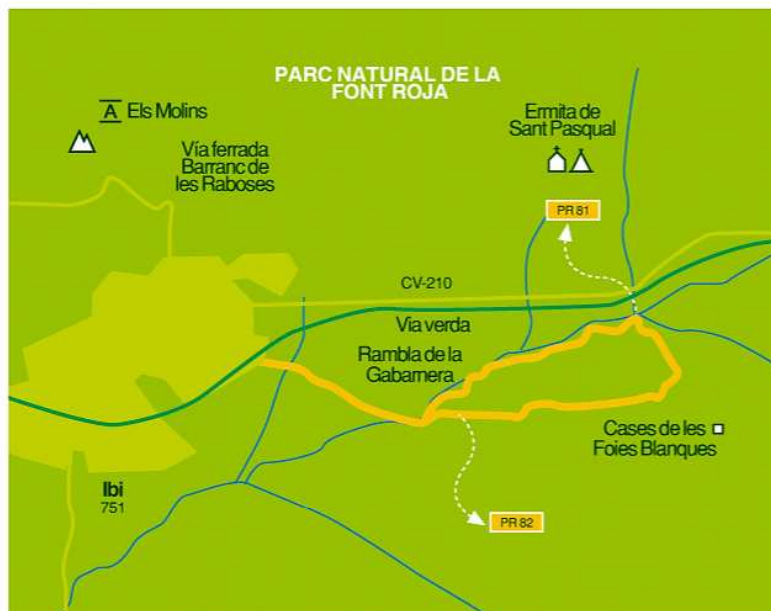 PARC NATURAL DE LA
FONT ROJA
A Els Molins
Ermita de
Sant Pasqual
Vía ferrada
Barranc de
les Raboses
PR 81
CV-210
Via verda
Rambla de la
Gabarnera
Cases de les
Foies Blanques
Ibi
751
PR 82